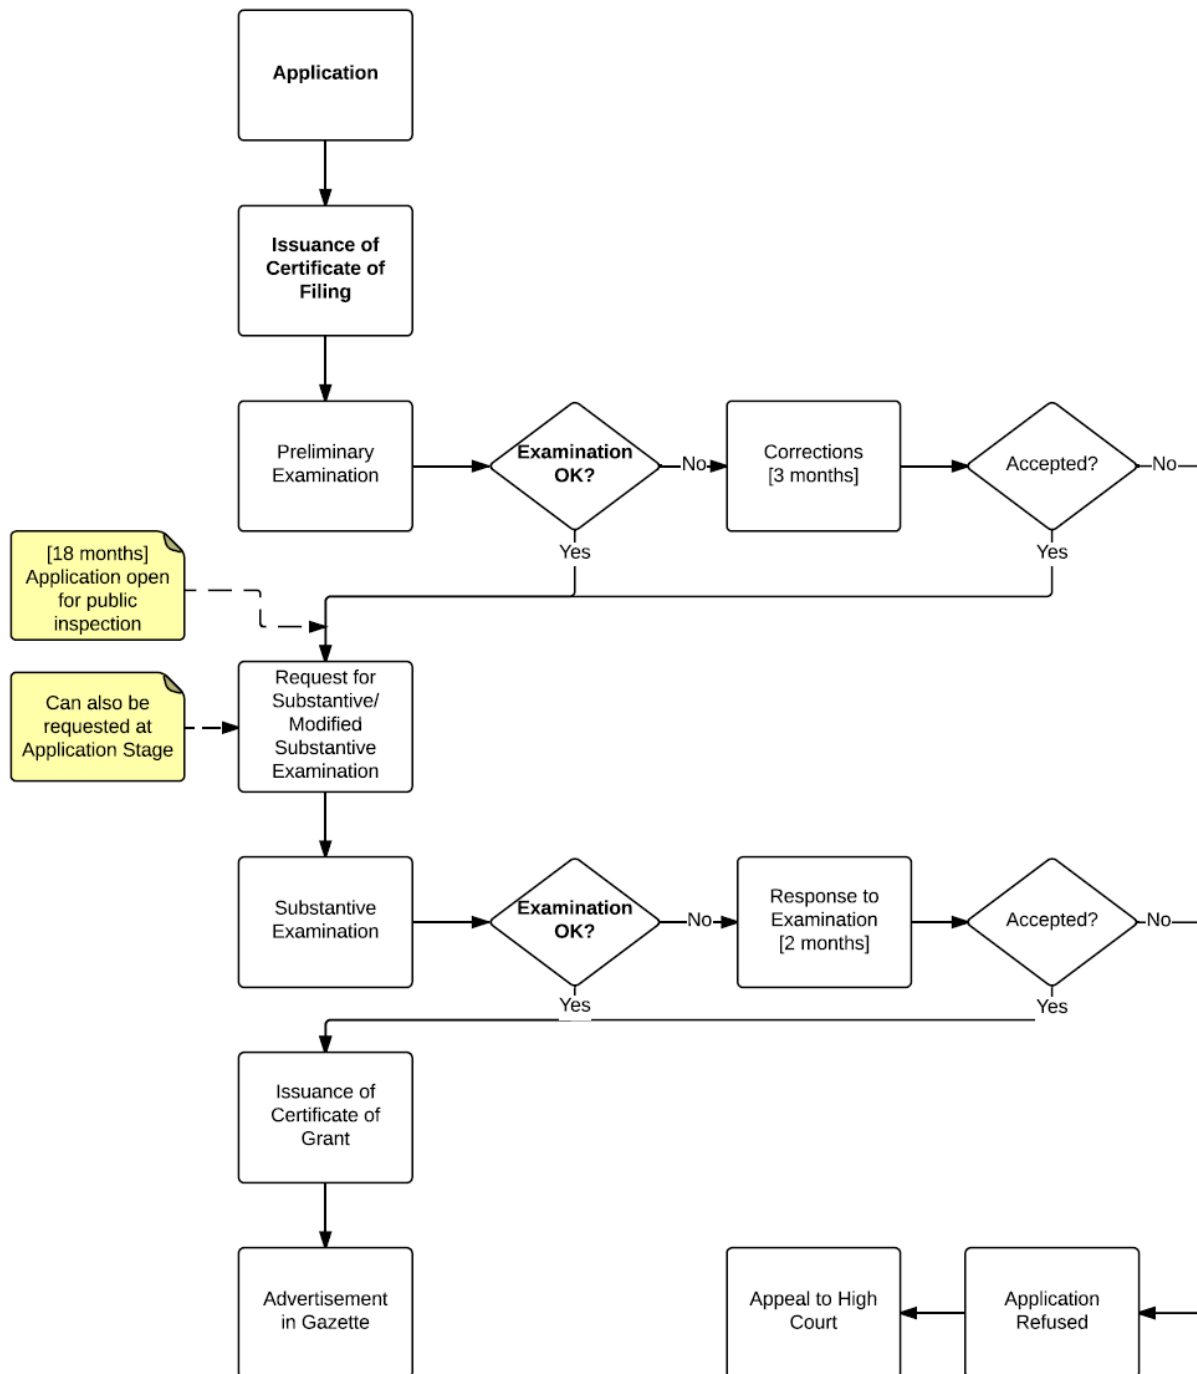 Application
Issuance of
Certificate of
Filing
Preliminary
Examination
Examination
OK?
No
Corrections
[3 months]
Accepted?
No
Yes
Yes
[18 months]
Application open
for public
inspection
Request for
Substantive/
Modified
Substantive
Examination
Can also be
requested at
Application Stage
Substantive
Examination
Examination
OK?
No
Response to
Examination
[2 months]
Accepted?
No
Yes
Yes
Issuance of
Certificate of
Grant
Advertisement
in Gazette
Appeal to High
Court
Application
Refused